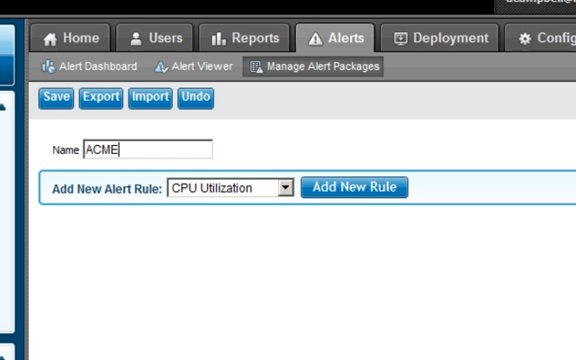 Home Users Reports Alerts Deployment Config
Alert Dashboard Alert Viewer Manage Alert Packages
Save Export Import Undo
Name ACME
Add New Alert Rule: CPU Utilization Add New Rule